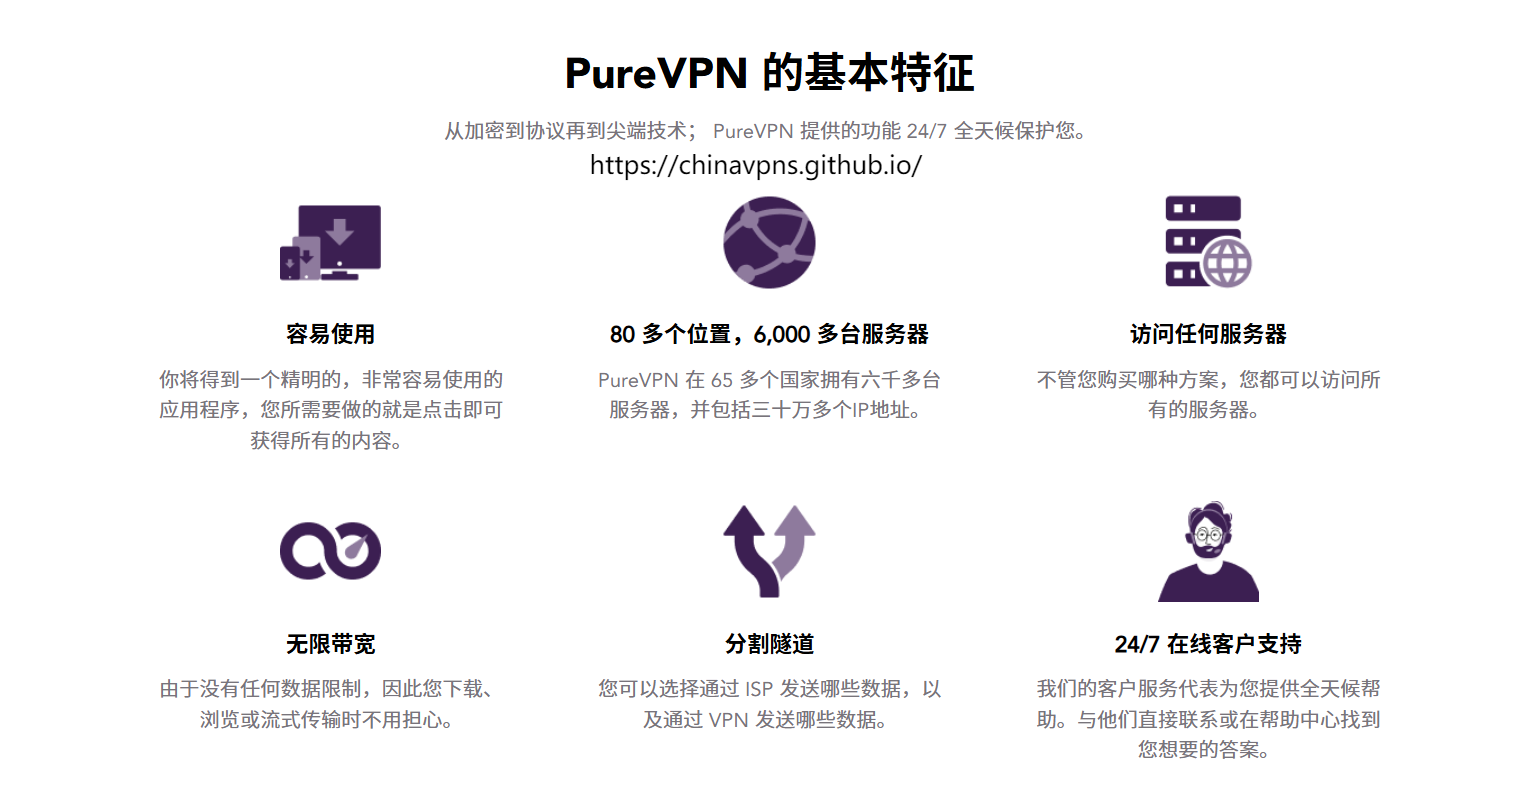 PureVPN 的基本特征
从加密到协议再到尖端技术； PureVPN 提供的功能 24/7 全天候保护您。
https://chinavpns.github.io/
容易使用
你将得到一个精明的，非常容易使用的
应用程序，您所需要做的就是点击即可
获得所有的内容。
80 多个位置，6,000 多台服务器
PureVPN 在 65 多个国家拥有六千多台
服务器，并包括三十万多个IP地址。
访问任何服务器
不管您购买哪种方案，您都可以访问所
有的服务器。
无限带宽
由于没有任何数据限制，因此您下载、
浏览或流式传输时不用担心。
分割隧道
您可以选择通过 ISP 发送哪些数据，以
及通过 VPN 发送哪些数据。
24/7 在线客户支持
我们的客户服务代表为您提供全天候帮
助。与他们直接联系或在帮助中心找到
您想要的答案。